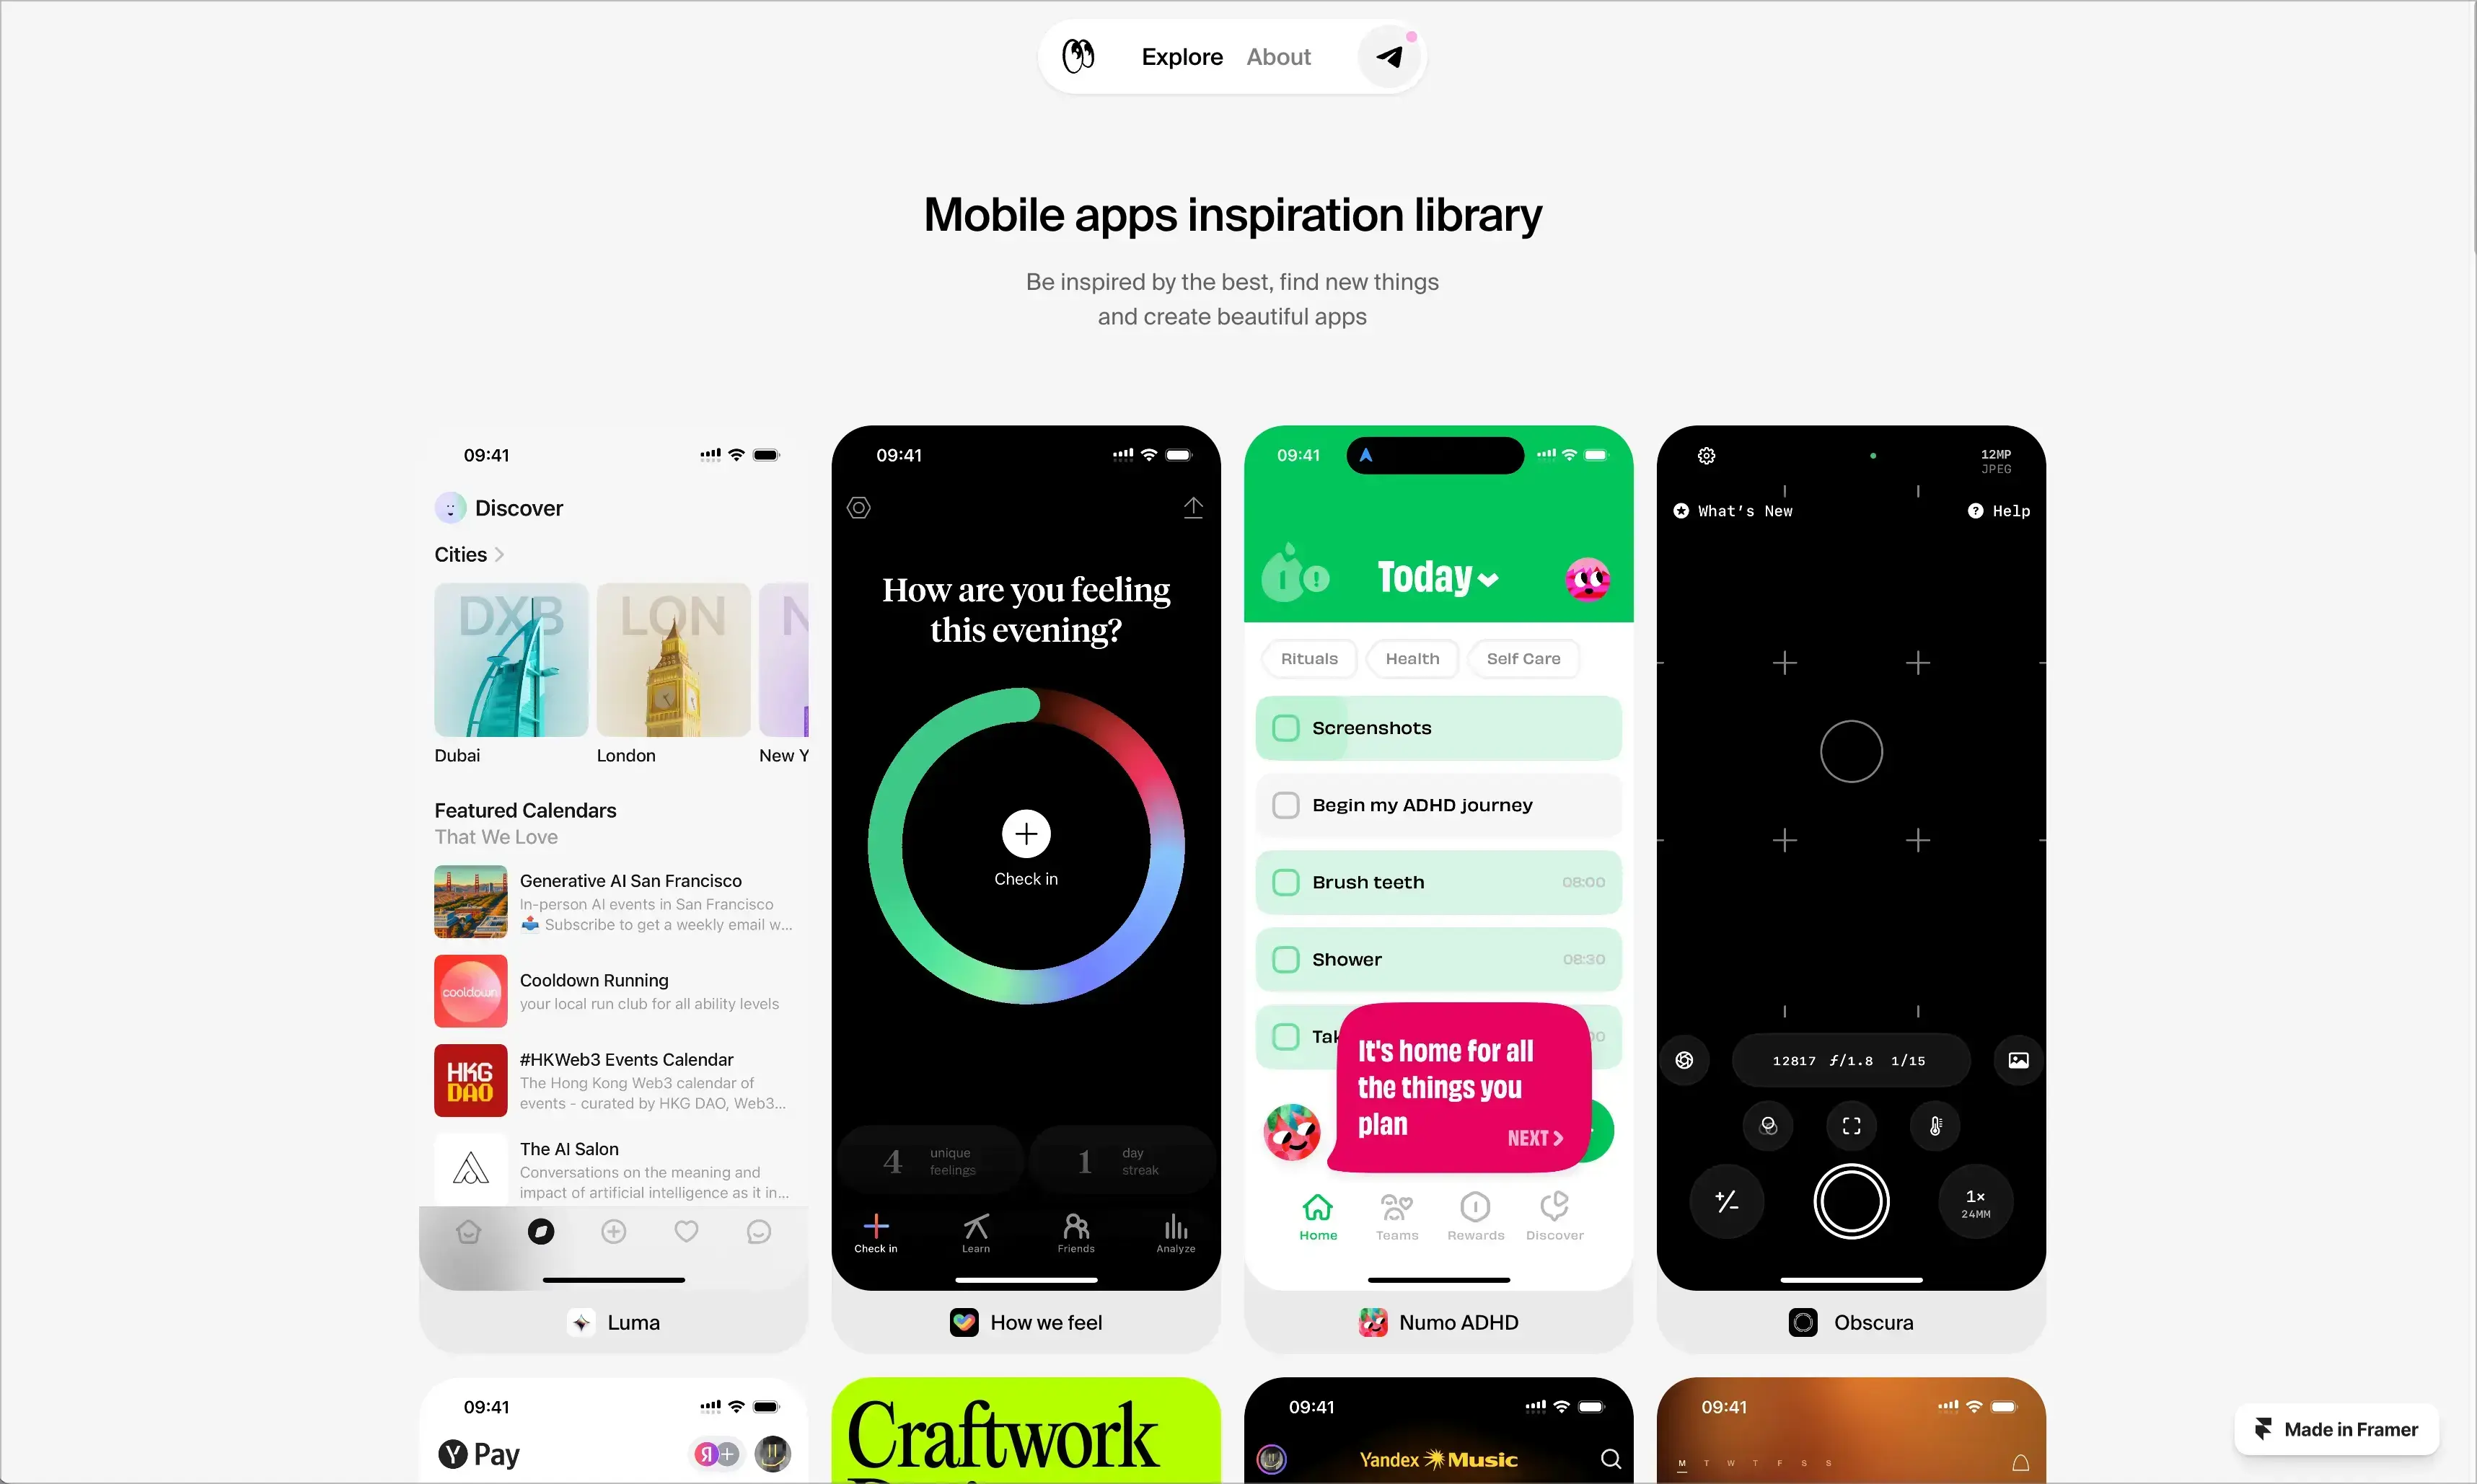 Explore About
Mobile apps inspiration library
Be inspired by the best, find new things
and create beautiful apps
09:41
Discover
Cities
DXB LON N
Dubai London New Y
Featured Calendars
That We Love
Generative AI San Francisco
In-person AI events in San Francisco
Subscribe to get a weekly email w...
cooldown
Cooldown Running
your local run club for all ability levels
HKG
DAO
#HKWeb3 Events Calendar
The Hong Kong Web3 calendar of
events - curated by HKG DAO, Web3...
The AI Salon
Conversations on the meaning and
impact of artificial intelligence as it in...
Luma
09:41
How are you feeling
this evening?
Check in
4 unique
feelings
1 day
streak
Check in Learn Friends Analyze
How we feel
09:41
1 !
Today
Rituals Health Self Care
Screenshots
Begin my ADHD journey
Brush teeth 08:00
Shower 08:30
Tak 00
It's home for all
the things you
plan
NEXT
Home Teams Rewards Discover
Numo ADHD
12MP
JPEG
What's New ? Help
12817 ƒ/1.8 1/15
+/-
1×
24MM
Obscura
09:41
Y Pay
Я +
Craftwork
09:41
Yandex Music
09:41
M T W T F S S
Made in Framer